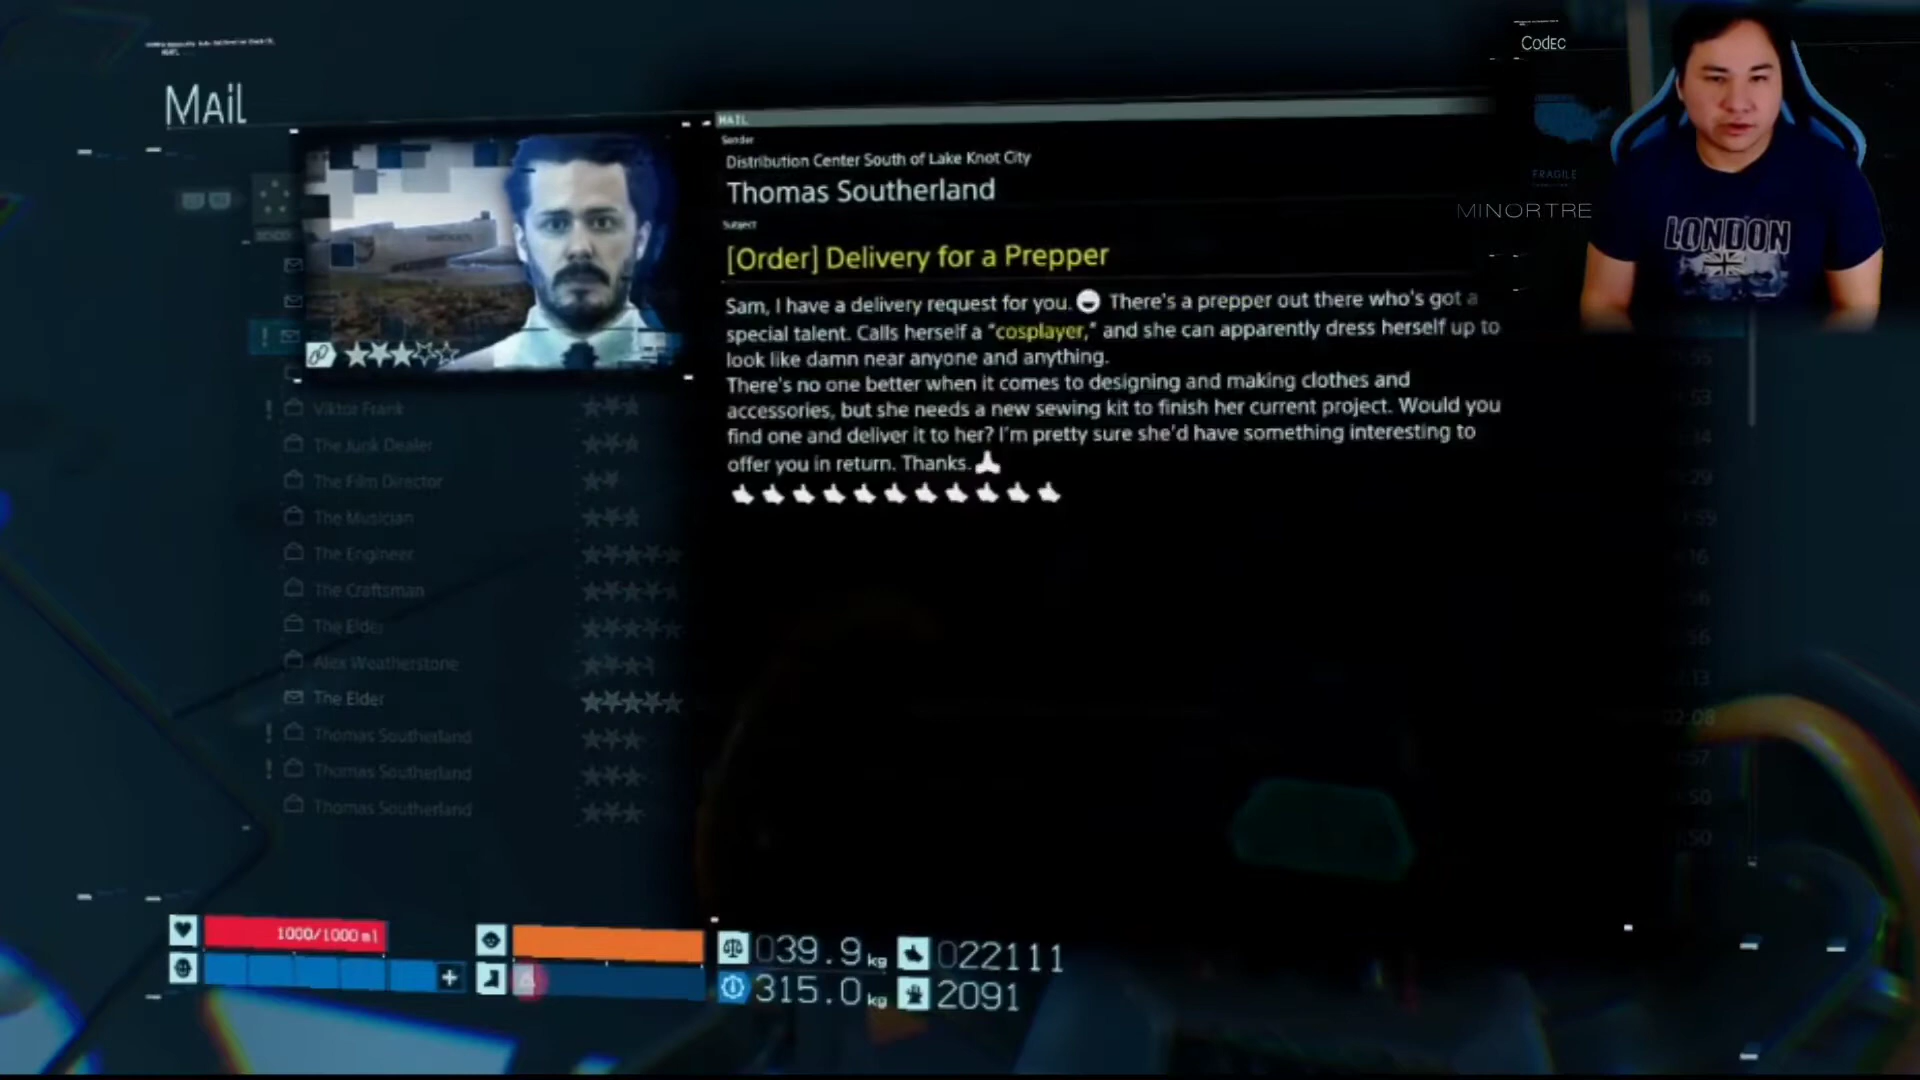 MAil
Codec
FRAGILE
MINORTRE
LONDON
MAIL
Sender
Distribution Center South of Lake Knot City
Thomas Southerland
Subject
[Order] Delivery for a Prepper
Sam, I have a delivery request for you. There's a prepper out there who's got a
special talent. Calls herself a "cosplayer," and she can apparently dress herself up to
look like damn near anyone and anything.
There's no one better when it comes to designing and making clothes and
accessories, but she needs a new sewing kit to finish her current project. Would you
find one and deliver it to her? I'm pretty sure she'd have something interesting to
offer you in return. Thanks.
Viktor Frank
The Junk Dealer
The Film Director
The Musician
The Engineer
The Craftsman
The Elder
Alex Weatherstone
The Elder
Thomas Southerland
Thomas Southerland
Thomas Southerland
1000/1000 ml
039.9 kg
022111
315.0 kg
2091